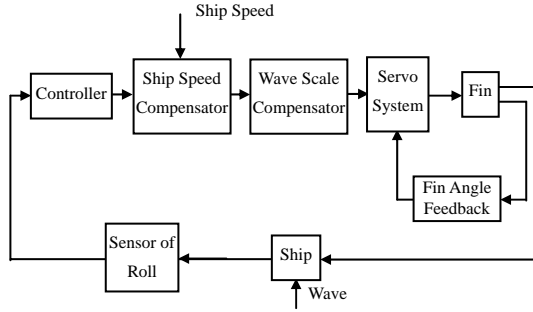 Ship Speed
Controller
Ship Speed
Compensator
Wave Scale
Compensator
Servo
System
Fin
Fin Angle
Feedback
Sensor of
Roll
Ship
Wave